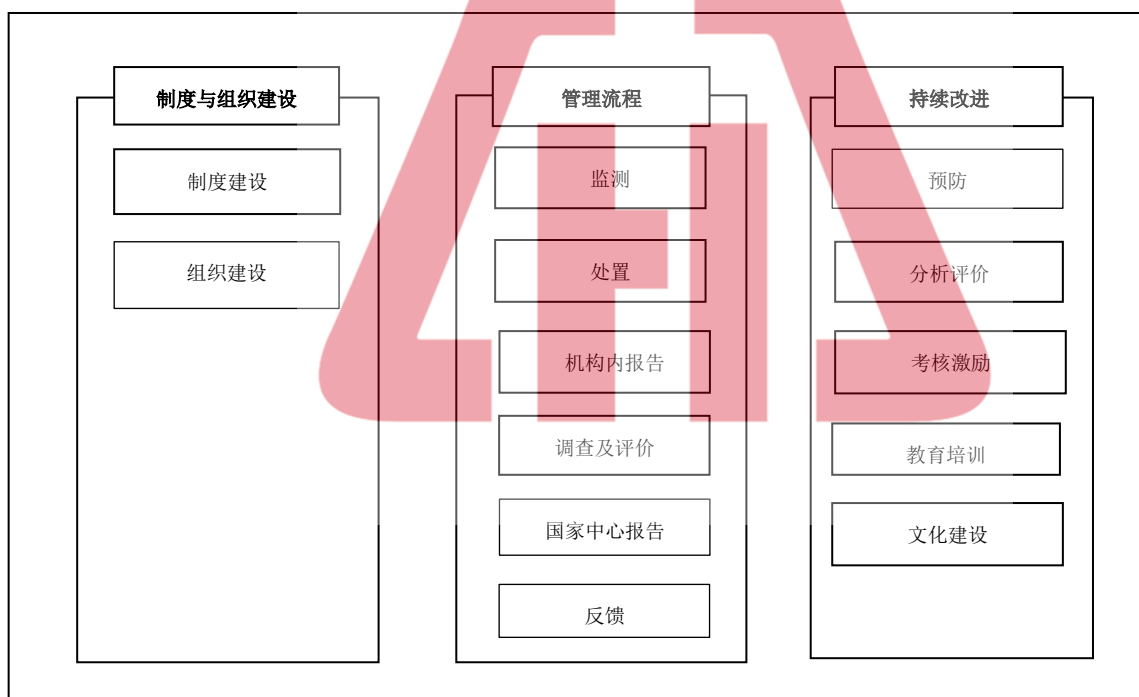 制度与组织建设
制度建设
组织建设
管理流程
监测
处置
机构内报告
调查及评价
国家中心报告
反馈
持续改进
预防
分析评价
考核激励
教育培训
文化建设